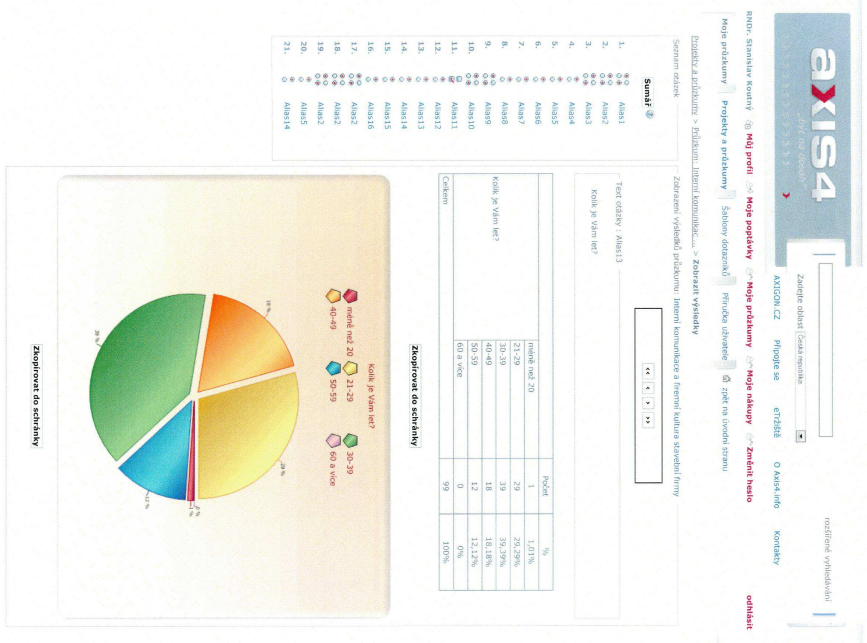 axis4
RNDr. Stanislav Koutný Můj profil Moje poptávky Moje průzkumy Moje nákupy Změnit heslo odhlásit
Zadejte oblast Česká republika
rozšířené vyhledávání
AXIGON.CZ Připojte se eTržiště O Axis4.info Kontakty
Moje průzkumy Projekty a průzkumy Šablony dotazníků Příručka uživatele zpět na úvodní stranu
Projekty a průzkumy > Průzkum: Interní komunikac... > Zobrazit výsledky
Seznam otázek
Sumář
1. Alias1
2. Alias2
3. Alias3
4. Alias4
5. Alias5
6. Alias6
7. Alias7
8. Alias8
9. Alias9
10. Alias10
11. Alias11
12. Alias12
13. Alias13
14. Alias14
15. Alias15
16. Alias16
17. Alias2
18. Alias2
19. Alias2
20. Alias5
21. Alias14
Zobrazení výsledků průzkumu: Interní komunikace a firemní kultura stavební firmy
<< < > >>
Text otázky : Alias13
Kolik je Vám let?
Počet %
Kolik je Vám let?
méně než 20 1 1,01%
21-29 29 29,29%
30-39 39 39,39%
40-49 18 18,18%
50-59 12 12,12%
60 a více 0 0%
Celkem 99 100%
Zkopírovat do schránky
Kolik je Vám let?
méně než 20 21-29 30-39
40-49 50-59 60 a více
18 %
29 %
0 %
1 %
12 %
39 %
Zkopírovat do schránky